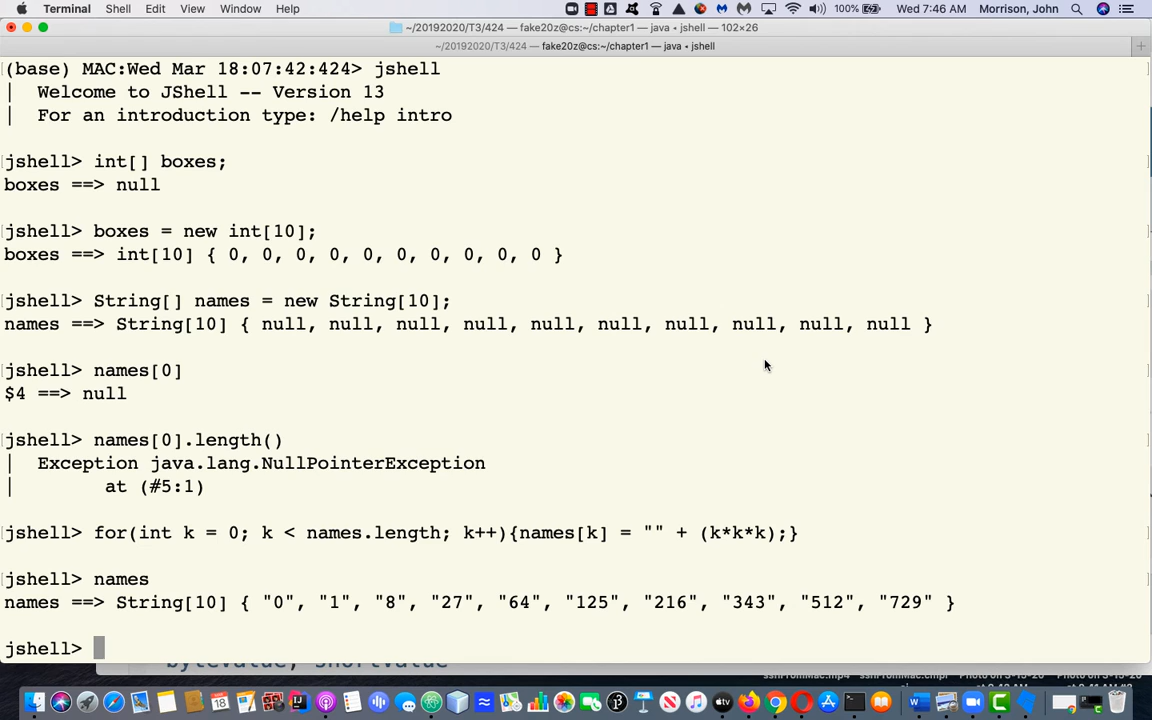 Terminal Shell Edit View Window Help 100% Wed 7:46 AM Morrison, John
~/20192020/T3/424 — fake20z@cs:~/chapter1 — java • jshell — 102×26
~/20192020/T3/424 — fake20z@cs:~/chapter1 — java • jshell
(base) MAC:Wed Mar 18:07:42:424> jshell
| Welcome to JShell -- Version 13
| For an introduction type: /help intro
jshell> int[] boxes;
boxes ==> null
jshell> boxes = new int[10];
boxes ==> int[10] { 0, 0, 0, 0, 0, 0, 0, 0, 0, 0 }
jshell> String[] names = new String[10];
names ==> String[10] { null, null, null, null, null, null, null, null, null, null }
jshell> names[0]
$4 ==> null
jshell> names[0].length()
| Exception java.lang.NullPointerException
| at (#5:1)
jshell> for(int k = 0; k < names.length; k++){names[k] = "" + (k*k*k);}
jshell> names
names ==> String[10] { "0", "1", "8", "27", "64", "125", "216", "343", "512", "729" }
jshell>
byteValue, shortValue